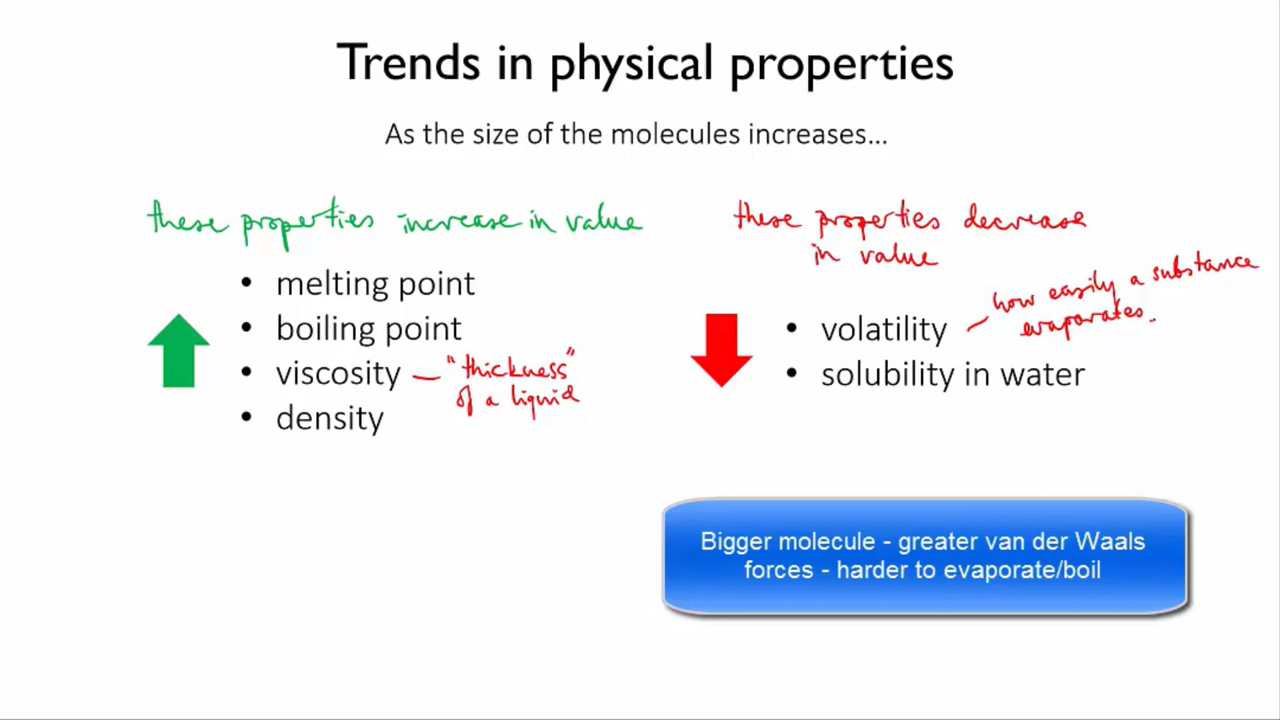 Trends in physical properties
As the size of the molecules increases...
these properties increase in value
• melting point
• boiling point
• viscosity — "thickness"
of a liquid
• density
these properties decrease
in value
• volatility — how easily a substance
evaporates.
• solubility in water
Bigger molecule - greater van der Waals
forces - harder to evaporate/boil